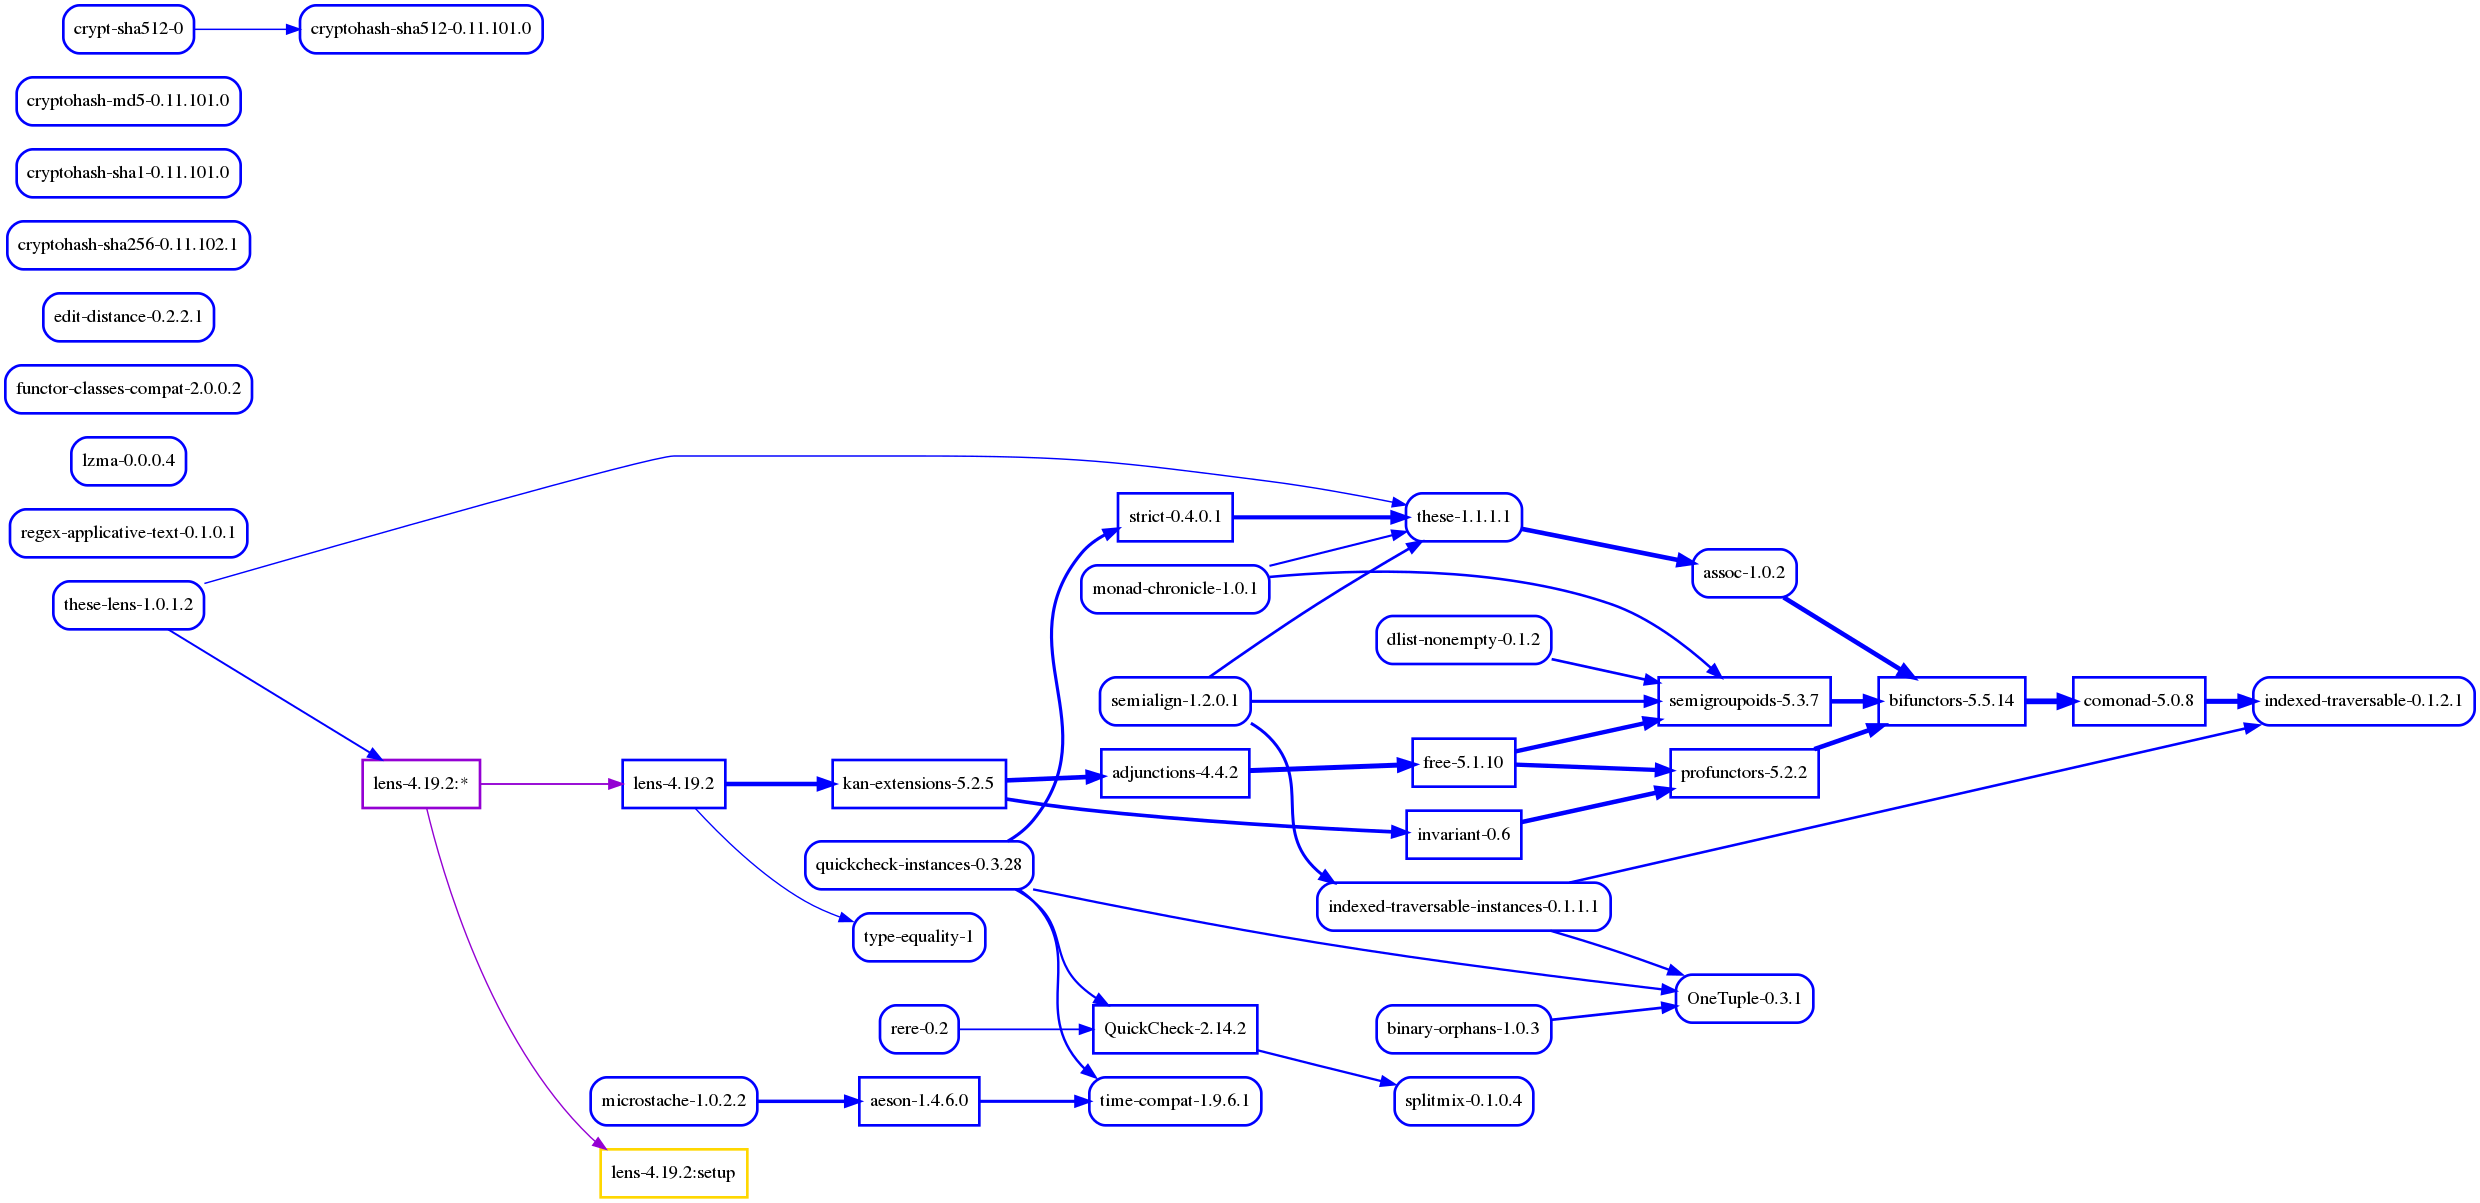 crypt-sha512-0
cryptohash-sha512-0.11.101.0
cryptohash-md5-0.11.101.0
cryptohash-sha1-0.11.101.0
cryptohash-sha256-0.11.102.1
edit-distance-0.2.2.1
functor-classes-compat-2.0.0.2
lzma-0.0.0.4
regex-applicative-text-0.1.0.1
strict-0.4.0.1
these-1.1.1.1
assoc-1.0.2
these-lens-1.0.1.2
monad-chronicle-1.0.1
dlist-nonempty-0.1.2
semialign-1.2.0.1
semigroupoids-5.3.7
bifunctors-5.5.14
comonad-5.0.8
indexed-traversable-0.1.2.1
lens-4.19.2:*
lens-4.19.2
kan-extensions-5.2.5
adjunctions-4.4.2
free-5.1.10
profunctors-5.2.2
invariant-0.6
quickcheck-instances-0.3.28
indexed-traversable-instances-0.1.1.1
type-equality-1
OneTuple-0.3.1
rere-0.2
QuickCheck-2.14.2
binary-orphans-1.0.3
microstache-1.0.2.2
aeson-1.4.6.0
time-compat-1.9.6.1
splitmix-0.1.0.4
lens-4.19.2:setup